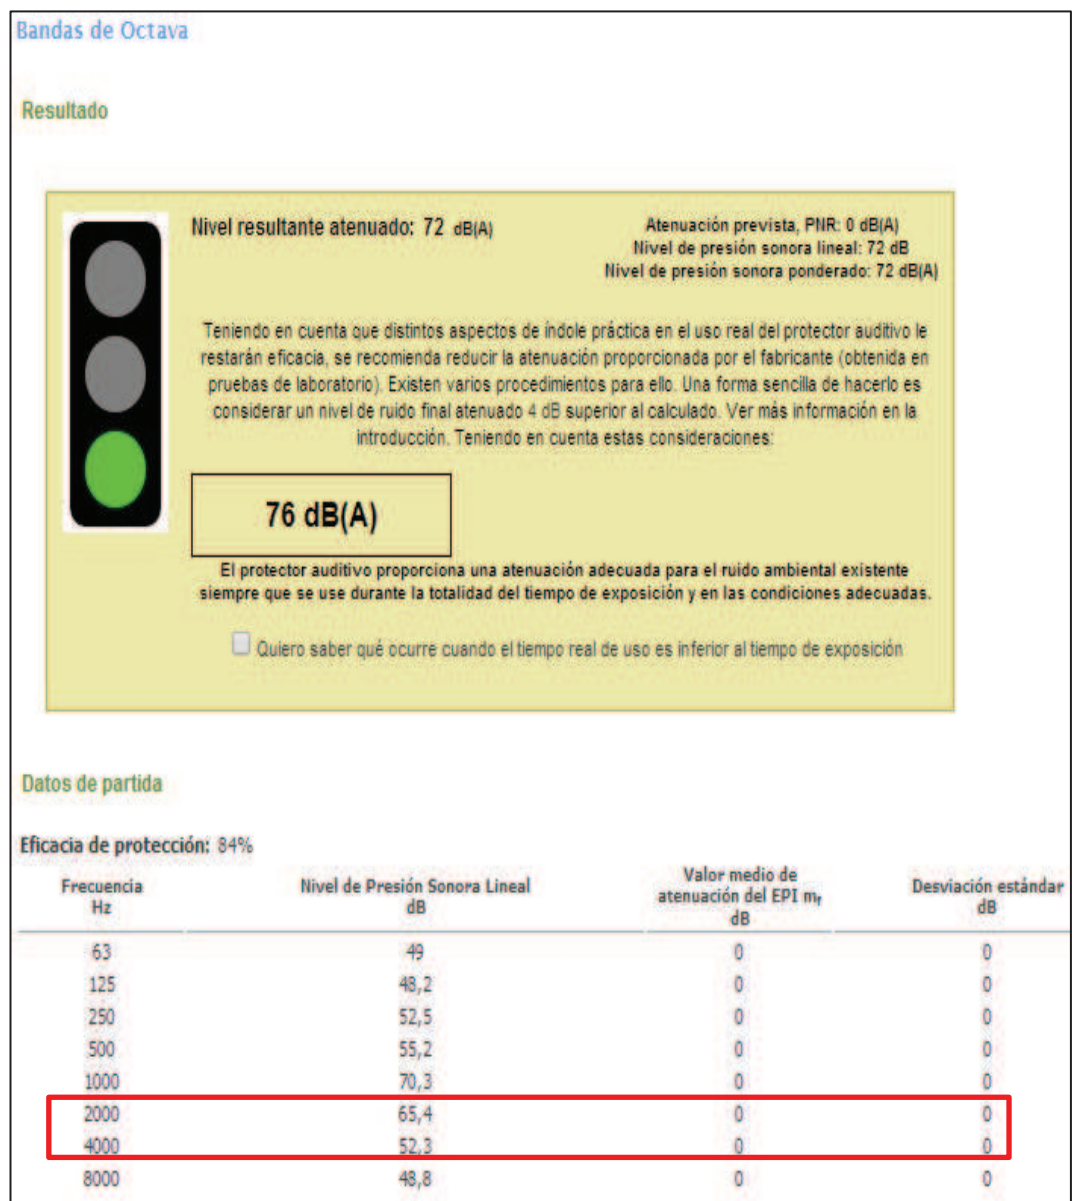 Bandas de Octava
Resultado
Nivel resultante atenuado: 72 dB(A)
Atenuación prevista, PNR: 0 dB(A)
Nivel de presión sonora lineal: 72 dB
Nivel de presión sonora ponderado: 72 dB(A)
Teniendo en cuenta que distintos aspectos de índole práctica en el uso real del protector auditivo le
restarán eficacia, se recomienda reducir la atenuación proporcionada por el fabricante (obtenida en
pruebas de laboratorio). Existen varios procedimientos para ello. Una forma sencilla de hacerlo es
considerar un nivel de ruido final atenuado 4 dB superior al calculado. Ver más información en la
introducción. Teniendo en cuenta estas consideraciones:
76 dB(A)
El protector auditivo proporciona una atenuación adecuada para el ruido ambiental existente
siempre que se use durante la totalidad del tiempo de exposición y en las condiciones adecuadas.
Quiero saber qué ocurre cuando el tiempo real de uso es inferior al tiempo de exposición
Datos de partida
Eficacia de protección: 84%
Frecuencia Hz Nivel de Presión Sonora Lineal dB Valor medio de atenuación del EPI mf dB Desviación estándar dB
63 49 0 0
125 48,2 0 0
250 52,5 0 0
500 55,2 0 0
1000 70,3 0 0
2000 65,4 0 0
4000 52,3 0 0
8000 48,8 0 0